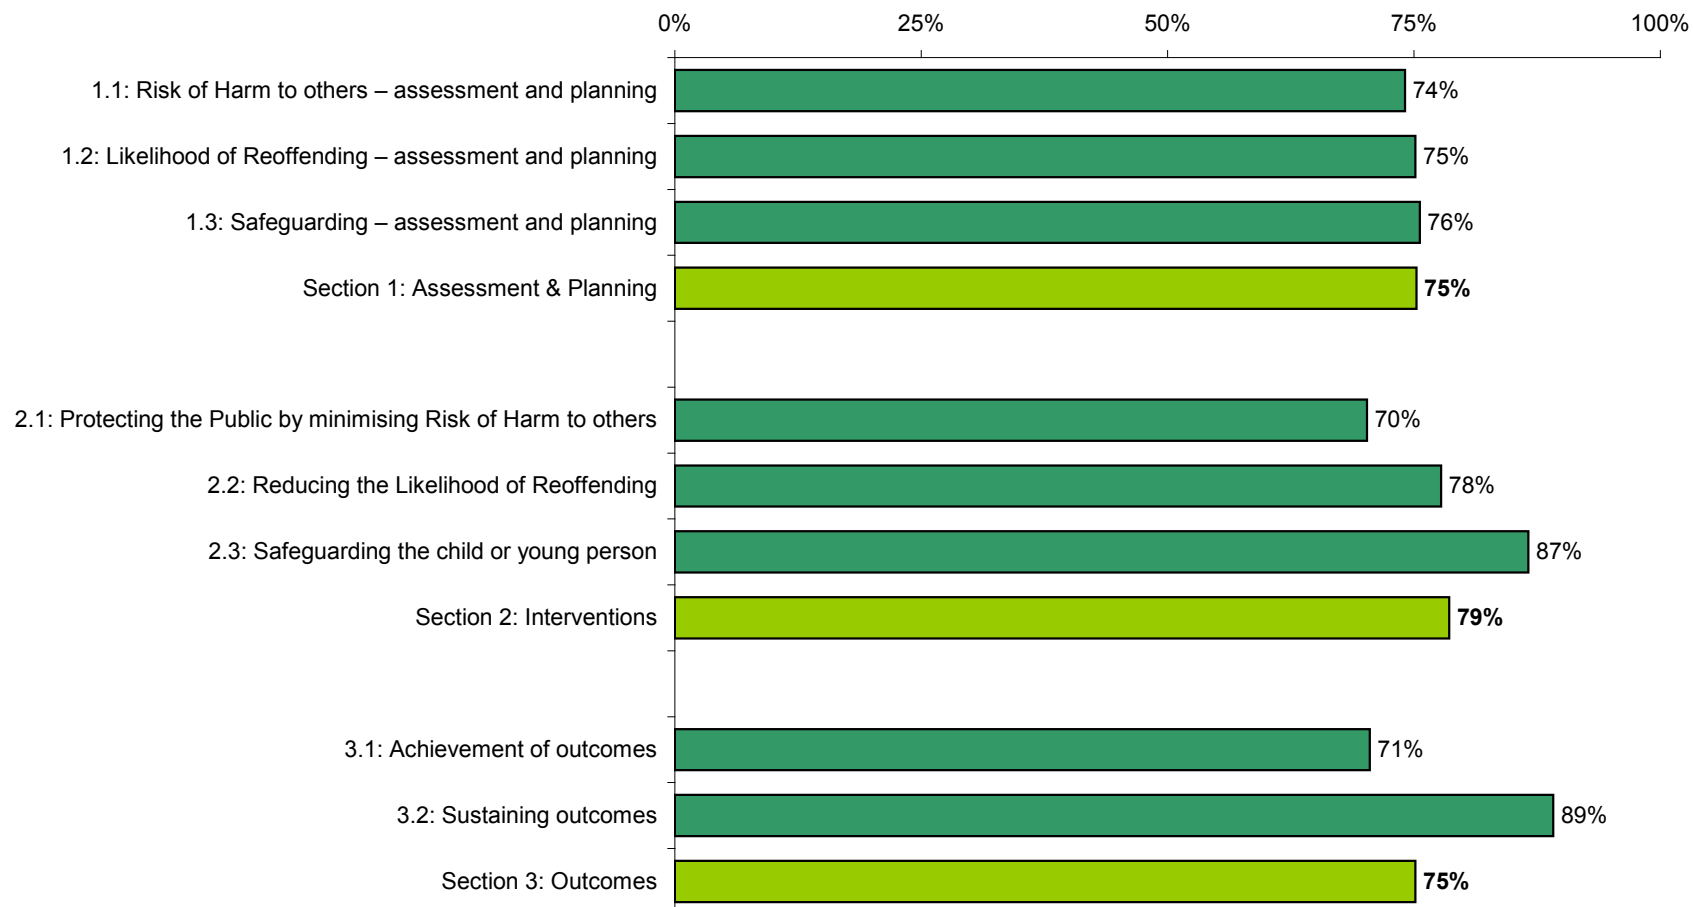 0% 25% 50% 75% 100%
1.1: Risk of Harm to others – assessment and planning 74%
1.2: Likelihood of Reoffending – assessment and planning 75%
1.3: Safeguarding – assessment and planning 76%
Section 1: Assessment & Planning 75%
2.1: Protecting the Public by minimising Risk of Harm to others 70%
2.2: Reducing the Likelihood of Reoffending 78%
2.3: Safeguarding the child or young person 87%
Section 2: Interventions 79%
3.1: Achievement of outcomes 71%
3.2: Sustaining outcomes 89%
Section 3: Outcomes 75%